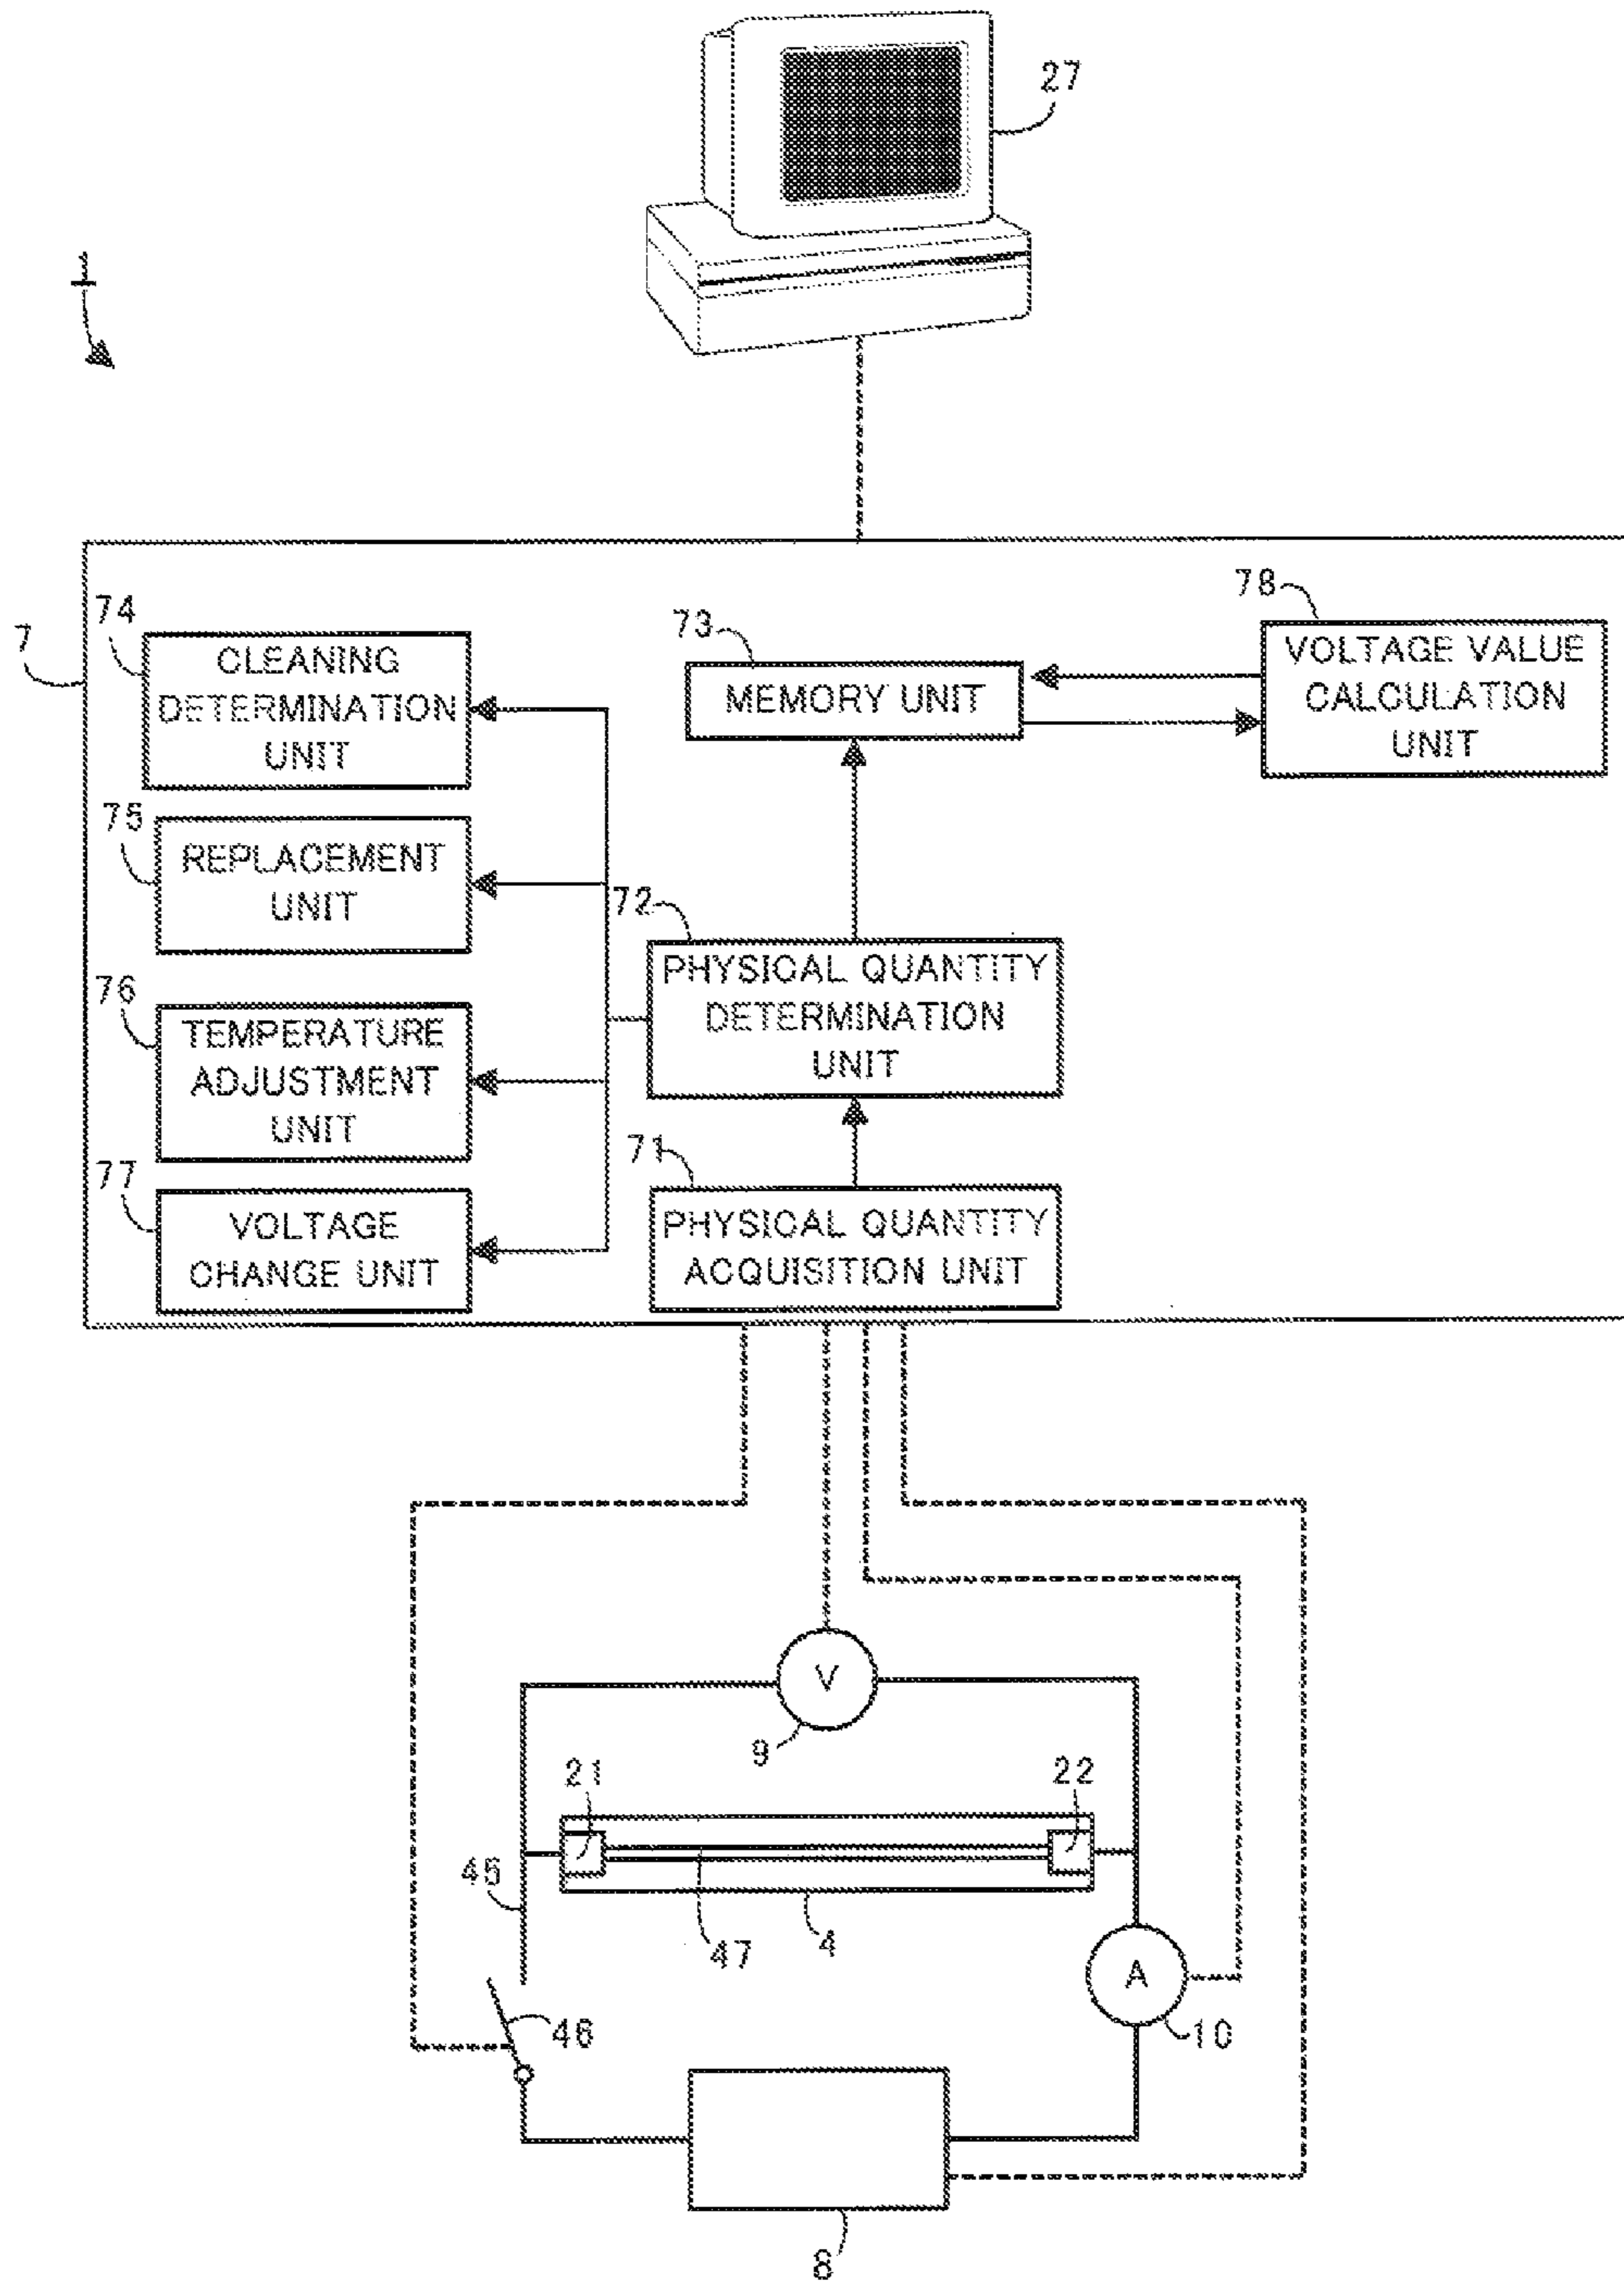 27
1
7
74
CLEANING
DETERMINATION
UNIT
73
MEMORY UNIT
78
VOLTAGE VALUE
CALCULATION
UNIT
75
REPLACEMENT
UNIT
72
PHYSICAL QUANTITY
DETERMINATION
UNIT
76
TEMPERATURE
ADJUSTMENT
UNIT
71
PHYSICAL QUANTITY
ACQUISITION UNIT
77
VOLTAGE
CHANGE UNIT
V
9
21
22
45
47
4
A
46
10
8